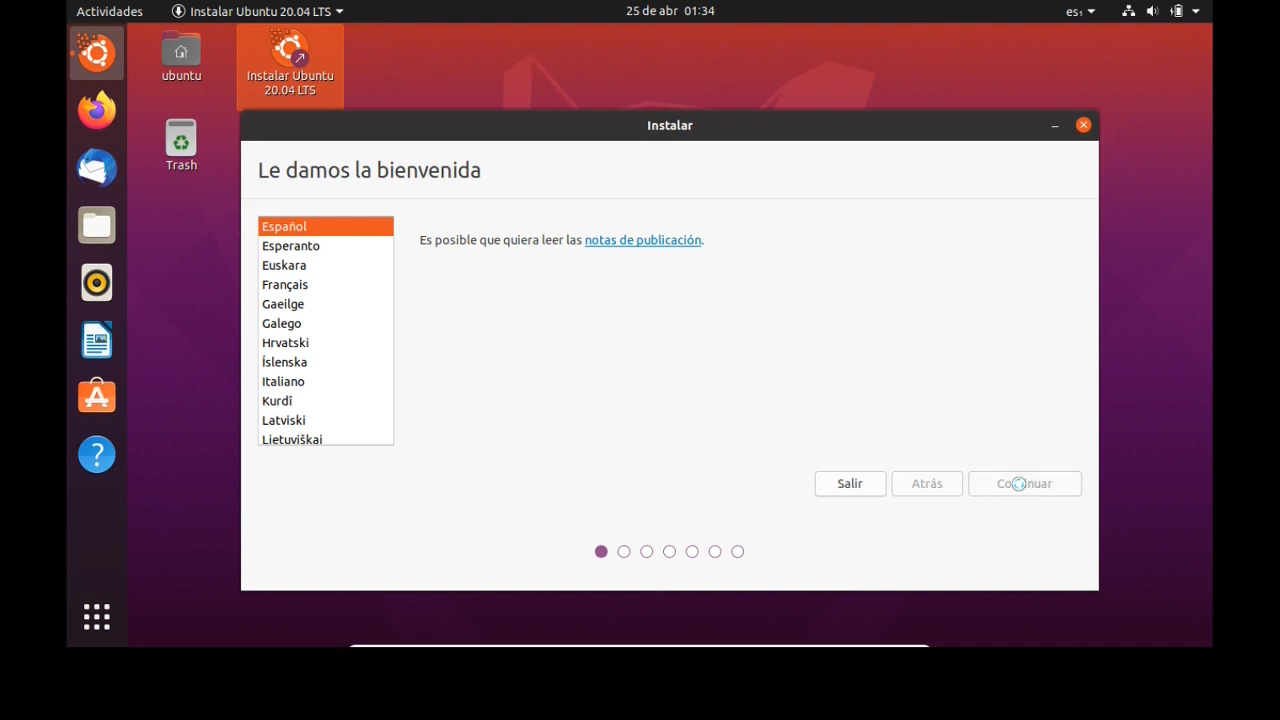 Actividades
Instalar Ubuntu 20.04 LTS
25 de abr 01:34
es₁
ubuntu
Instalar Ubuntu
20.04 LTS
Trash
Instalar
Le damos la bienvenida
Español
Esperanto
Euskara
Français
Gaeilge
Galego
Hrvatski
Íslenska
Italiano
Kurdî
Latviski
Lietuviškai
Es posible que quiera leer las notas de publicación.
Salir
Atrás
Continuar